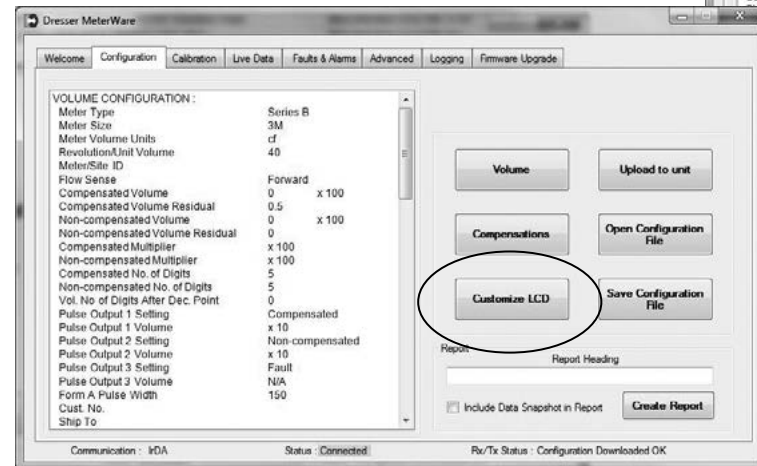 Dresser MeterWare
Welcome Configuration Calibration Live Data Faults & Alarms Advanced Logging Firmware Upgrade
VOLUME CONFIGURATION :
Meter Type Series B
Meter Size 3M
Meter Volume Units cf
Revolution/Unit Volume 40
Meter/Site ID
Flow Sense Forward
Compensated Volume 0 x 100
Compensated Volume Residual 0.5
Non-compensated Volume 0 x 100
Non-compensated Volume Residual 0
Compensated Multiplier x 100
Non-compensated Multiplier x 100
Compensated No. of Digits 5
Non-compensated No. of Digits 5
Vol. No of Digits After Dec. Point 0
Pulse Output 1 Setting Compensated
Pulse Output 1 Volume x 10
Pulse Output 2 Setting Non-compensated
Pulse Output 2 Volume x 10
Pulse Output 3 Setting Fault
Pulse Output 3 Volume N/A
Form A Pulse Width 150
Cust. No.
Ship To
Volume Upload to unit
Compensations Open Configuration
File
Customize LCD Save Configuration
File
Report
Report Heading
Include Data Snapshot in Report Create Report
Communication : IrDA Status : Connected Rx/Tx Status : Configuration Downloaded OK